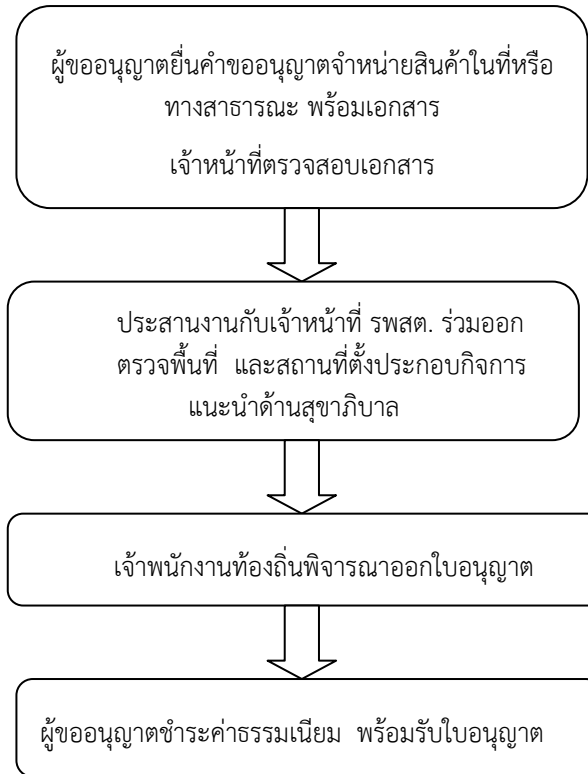 ผู้ขออนุญาตยื่นคำขออนุญาตจำหน่ายสินค้าในที่หรือ
ทางสาธารณะ พร้อมเอกสาร
เจ้าหน้าที่ตรวจสอบเอกสาร
ประสานงานกับเจ้าหน้าที่ รพสต. ร่วมออก
ตรวจพื้นที่ และสถานที่ตั้งประกอบกิจการ
แนะนำด้านสุขาภิบาล
เจ้าพนักงานท้องถิ่นพิจารณาออกใบอนุญาต
ผู้ขออนุญาตชำระค่าธรรมเนียม พร้อมรับใบอนุญาต